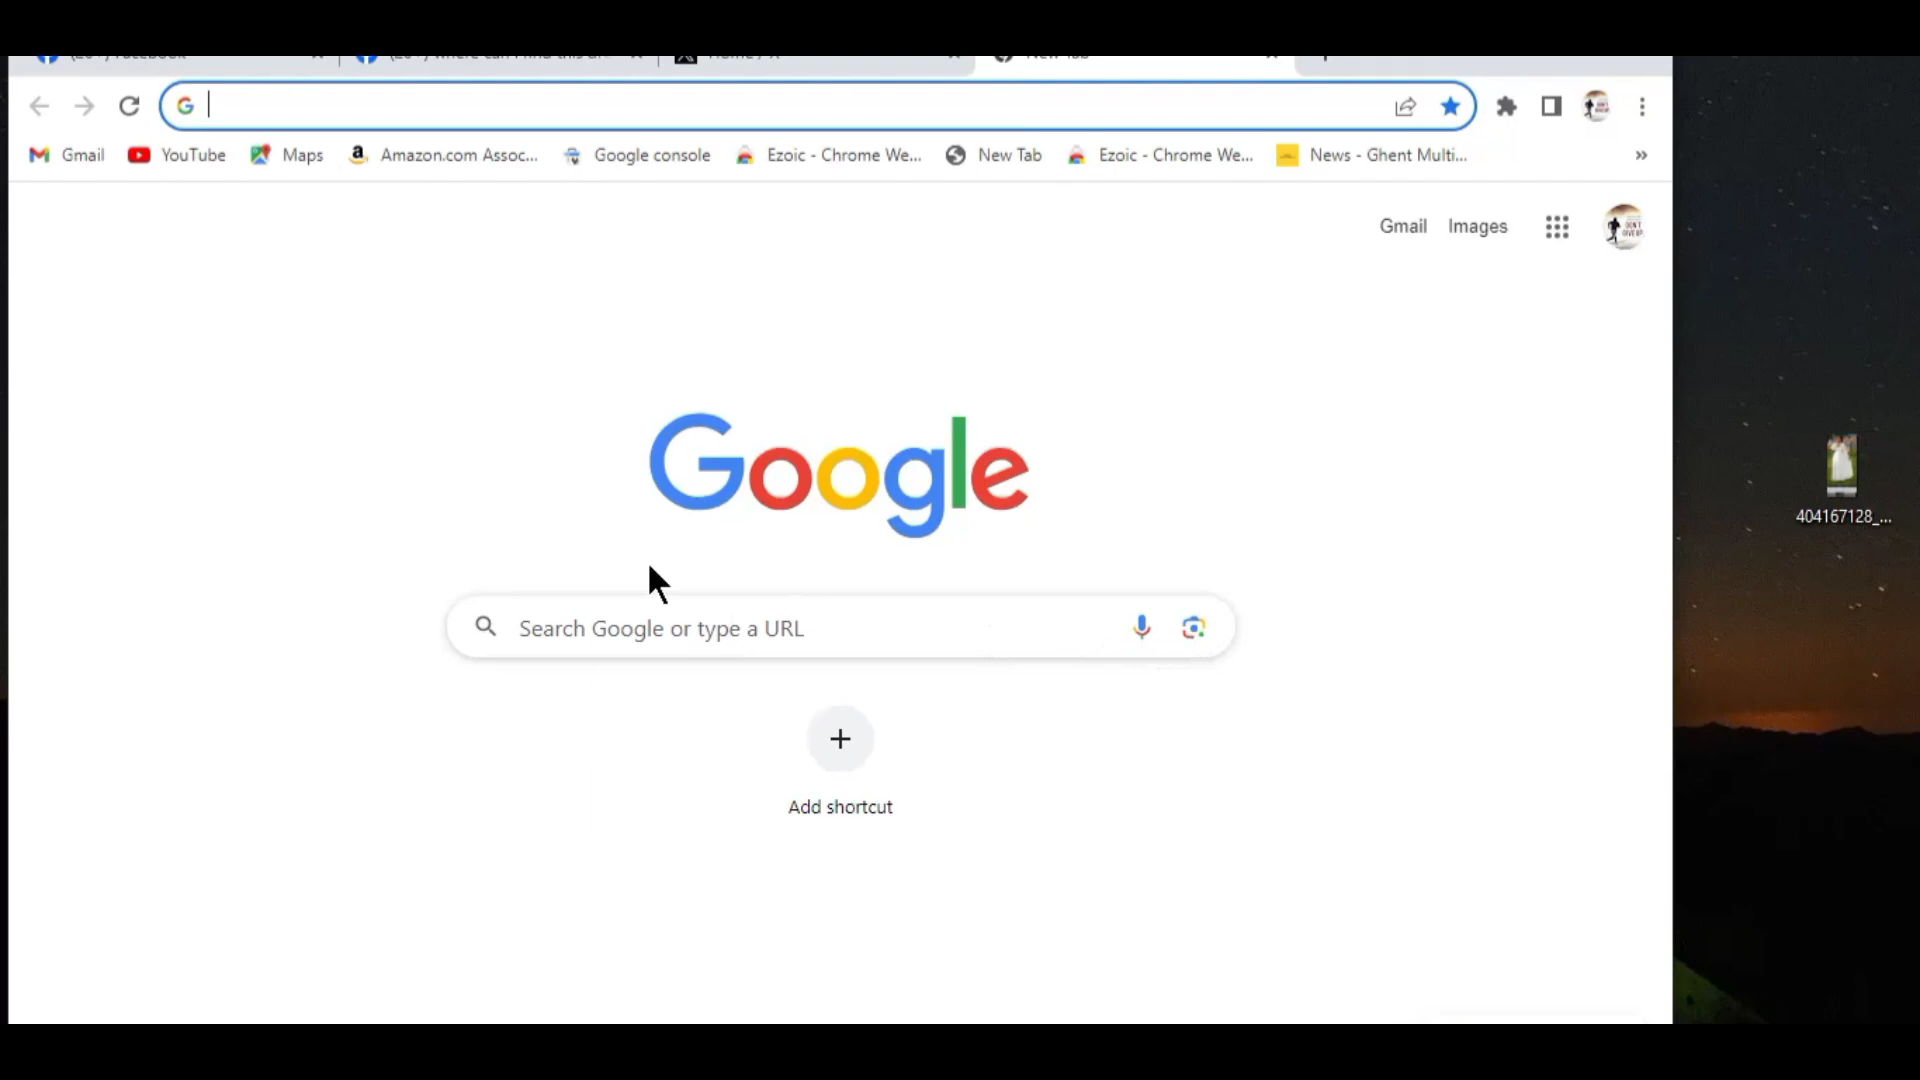 Gmail YouTube Maps Amazon.com Assoc... Google console Ezoic - Chrome We... New Tab Ezoic - Chrome We... News - Ghent Multi... »
Gmail Images
Google
404167128_...
Search Google or type a URL
Add shortcut